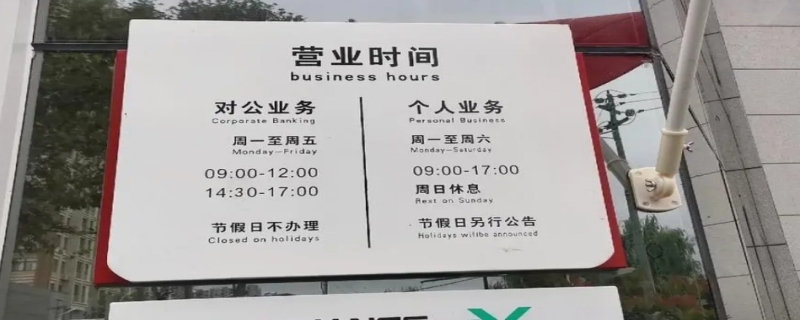 营业时间
business hours
对公业务
Corporate Banking
周一至周五
Monday—Friday
09:00-12:00
14:30-17:00
节假日不办理
Closed on holidays
个人业务
Personal Business
周一至周六
Monday—Saturday
09:00-17:00
周日休息
Rest on Sunday
节假日另行公告
Holidays willbe announced